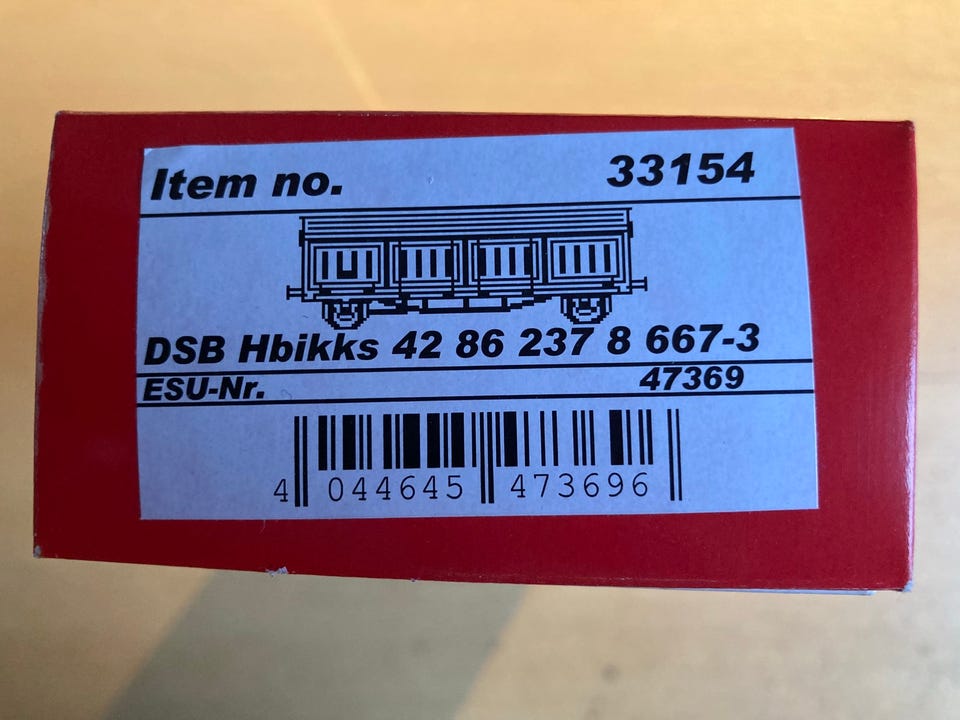 Item no. 33154
DSB Hbikks 42 86 237 8 667-3
ESU-Nr. 47369
4 044645 473696